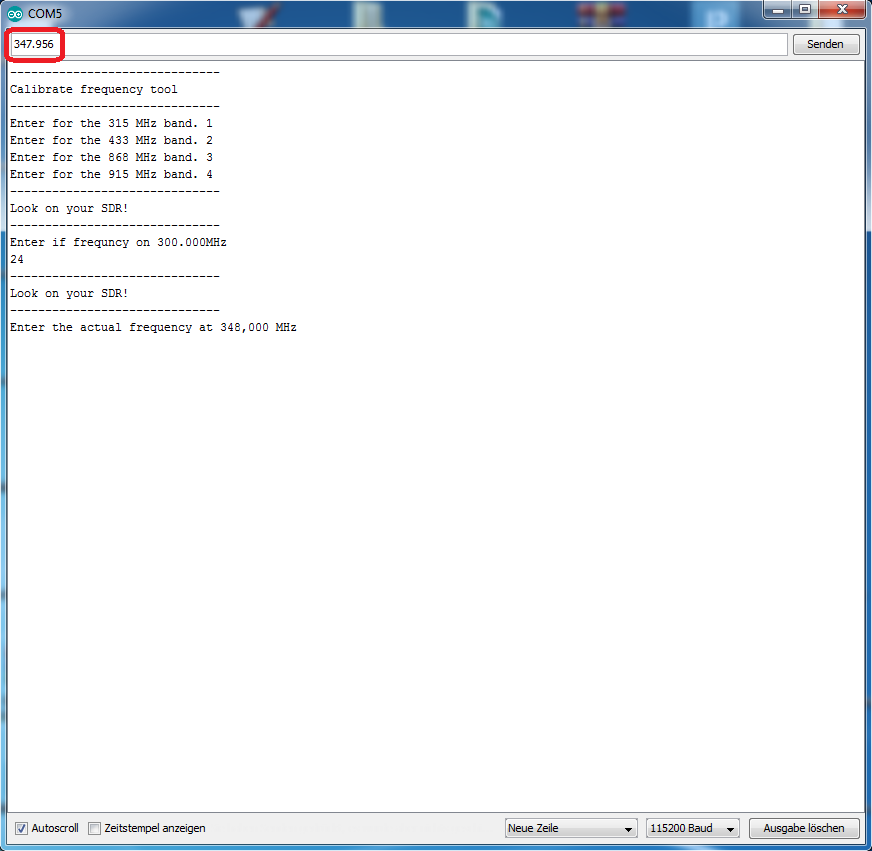 COM5
347.956
Senden
-----------------------------
Calibrate frequency tool
-----------------------------
Enter for the 315 MHz band. 1
Enter for the 433 MHz band. 2
Enter for the 868 MHz band. 3
Enter for the 915 MHz band. 4
-----------------------------
Look on your SDR!
-----------------------------
Enter if frequncy on 300.000MHz
24
-----------------------------
Look on your SDR!
-----------------------------
Enter the actual frequency at 348,000 MHz
Autoscroll Zeitstempel anzeigen Neue Zeile 115200 Baud Ausgabe löschen